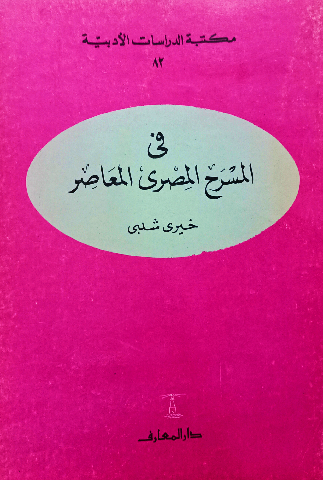 مكتبة الدراسات الأدبية
٨٢
فى
المسرح المصرى المعاصر
خيرى شلبى
دار المعارف